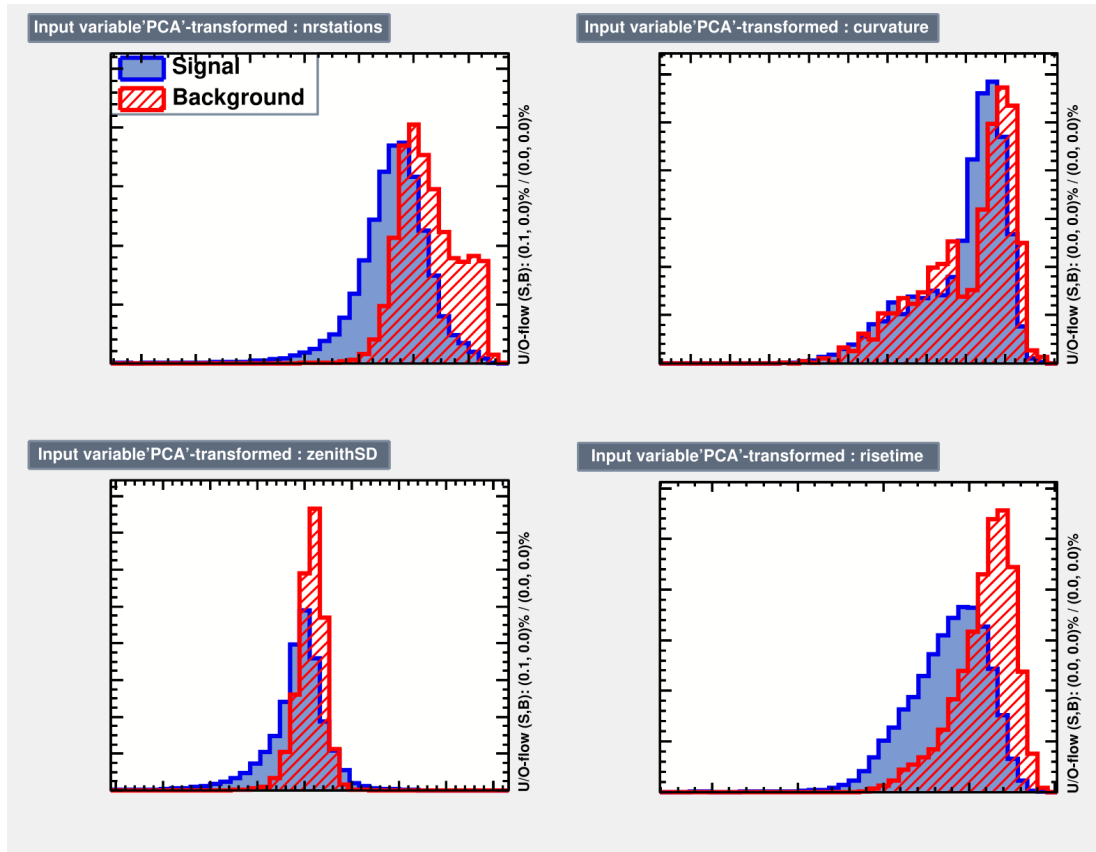 Input variable'PCA'-transformed : nrstations
Signal
Background
U/O-flow (S,B): (0.1, 0.0)% / (0.0, 0.0)%
Input variable'PCA'-transformed : curvature
U/O-flow (S,B): (0.0, 0.0)% / (0.0, 0.0)%
Input variable'PCA'-transformed : zenithSD
U/O-flow (S,B): (0.1, 0.0)% / (0.0, 0.0)%
Input variable'PCA'-transformed : risetime
U/O-flow (S,B): (0.0, 0.0)% / (0.0, 0.0)%